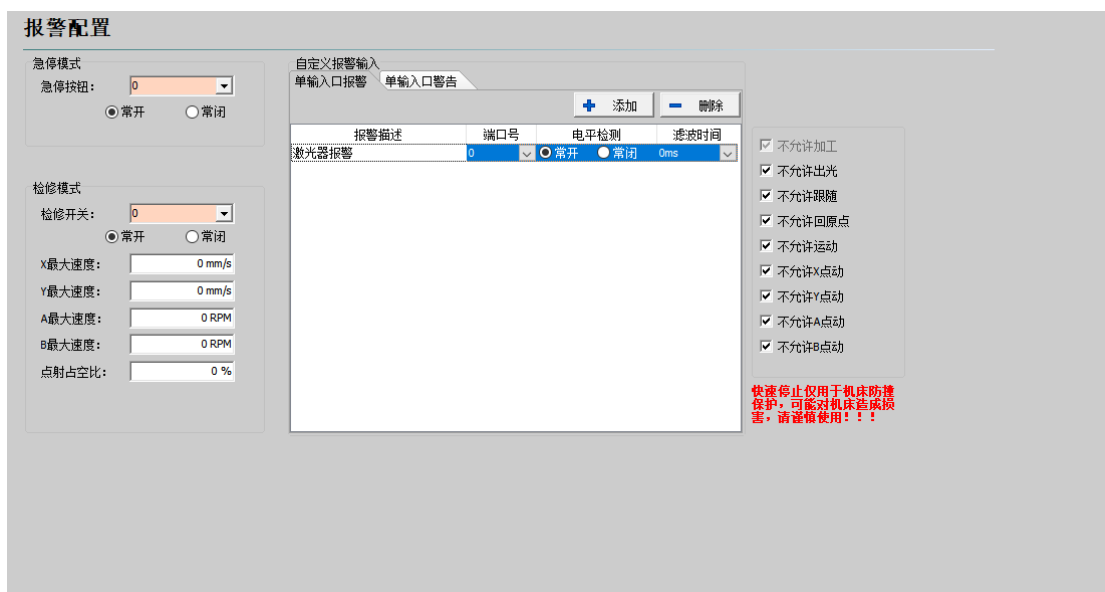 报警配置
急停模式
急停按钮： 0
常开 常闭
检修模式
检修开关： 0
常开 常闭
X最大速度： 0 mm/s
Y最大速度： 0 mm/s
A最大速度： 0 RPM
B最大速度： 0 RPM
点射占空比： 0 %
自定义报警输入
单输入口报警 单输入口警告
添加 删除
报警描述 端口号 电平检测 滤波时间
激光器报警 0 常开 常闭 0ms
不允许加工
不允许出光
不允许跟随
不允许回原点
不允许运动
不允许X点动
不允许Y点动
不允许A点动
不允许B点动
快速停止仅用于机床防撞
保护，可能对机床造成损
害，请谨慎使用！！！